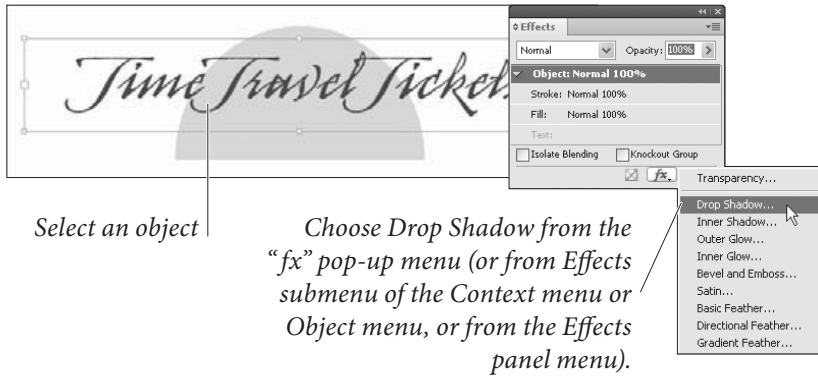 Time Travel Tickets
Effects
Normal
Opacity: 100%
Object: Normal 100%
Stroke: Normal 100%
Fill: Normal 100%
Text:
Isolate Blending
Knockout Group
fx
Transparency...
Drop Shadow...
Inner Shadow...
Outer Glow...
Inner Glow...
Bevel and Emboss...
Satin...
Basic Feather...
Directional Feather...
Gradient Feather...
Select an object
Choose Drop Shadow from the
“fx” pop-up menu (or from Effects
submenu of the Context menu or
Object menu, or from the Effects
panel menu).